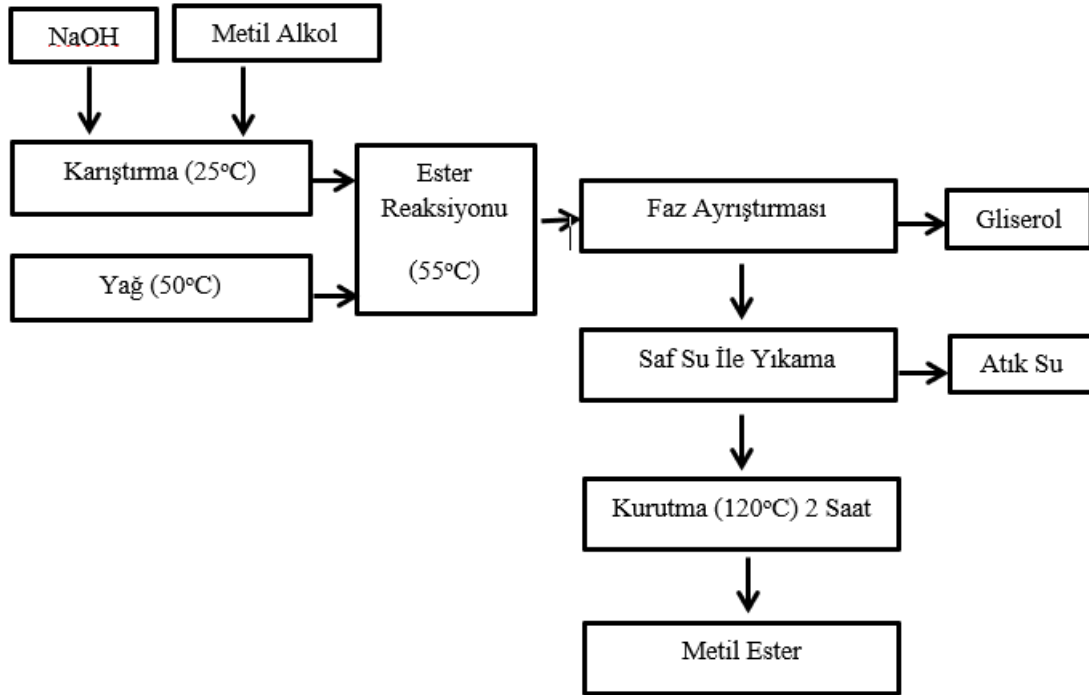 NaOH
Metil Alkol
Karıştırma (25°C)
Yağ (50°C)
Ester
Reaksiyonu
(55°C)
Faz Ayrıştırması
Gliserol
Saf Su İle Yıkama
Atık Su
Kurutma (120°C) 2 Saat
Metil Ester